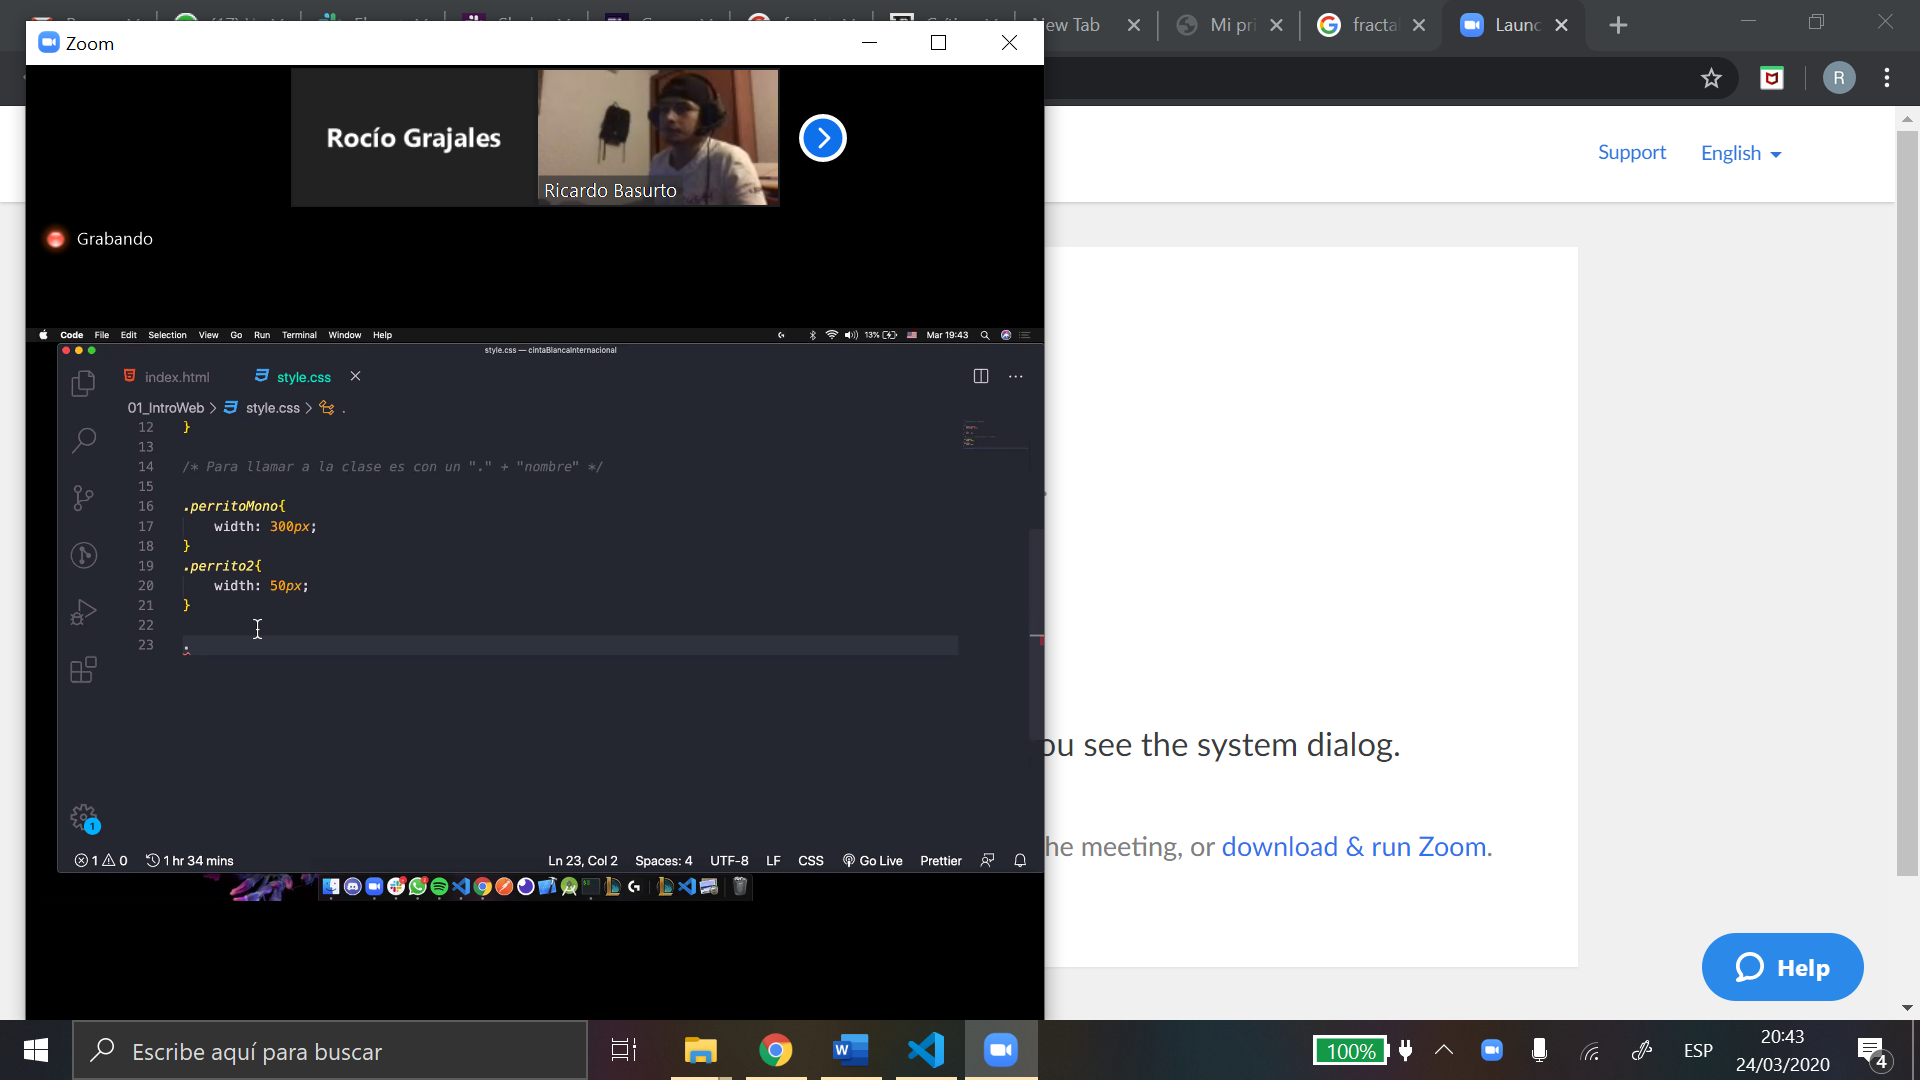 Zoom
New Tab
Mi pri
fracta
Launc
R
Rocío Grajales
Ricardo Basurto
Support
English
Grabando
Code File Edit Selection View Go Run Terminal Window Help
13%
Mar 19:43
style.css — cintaBlancaInternacional
index.html
style.css
01_IntroWeb > style.css > .
12 }
13
14 /* Para llamar a la clase es con un "." + "nombre" */
15
16 .perritoMono{
17 width: 300px;
18 }
19 .perrito2{
20 width: 50px;
21 }
22
23 .
1
1 0 1 hr 34 mins
Ln 23, Col 2 Spaces: 4 UTF-8 LF CSS Go Live Prettier
ou see the system dialog.
he meeting, or download & run Zoom.
Help
Escribe aquí para buscar
100%
ESP
20:43
24/03/2020
4